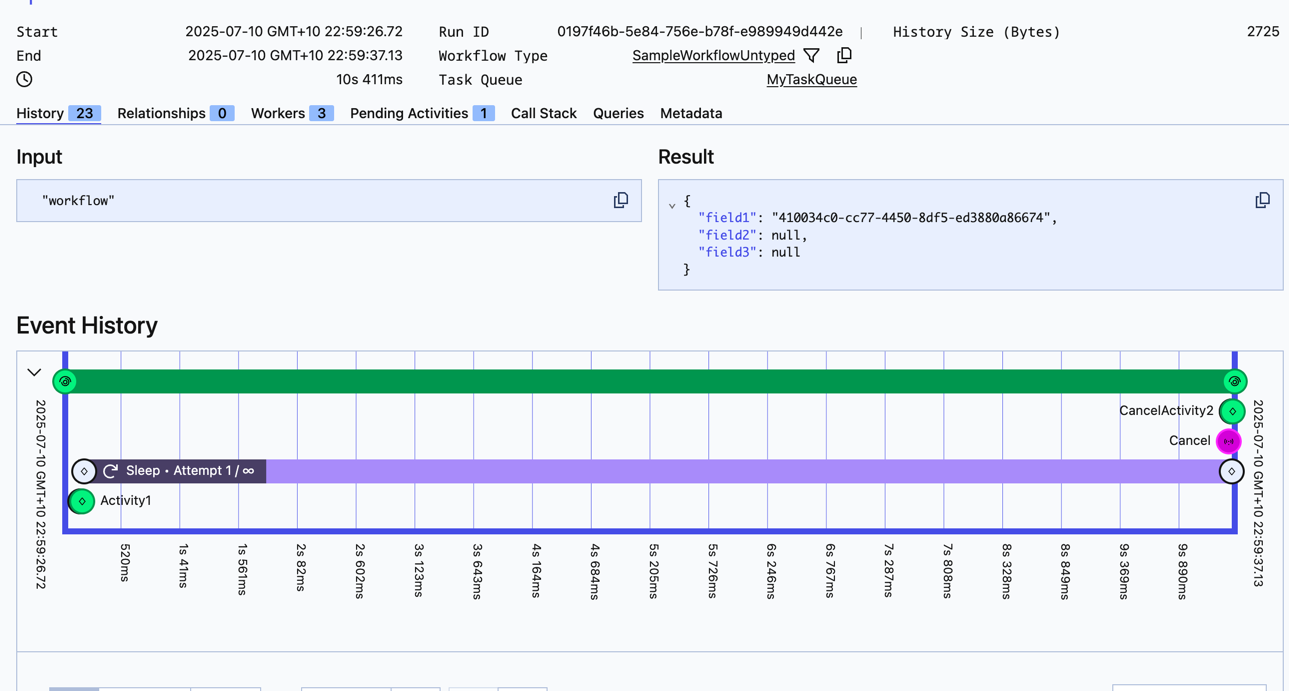 Start 2025-07-10 GMT+10 22:59:26.72 Run ID 0197f46b-5e84-756e-b78f-e989949d442e | History Size (Bytes) 2725
End 2025-07-10 GMT+10 22:59:37.13 Workflow Type SampleWorkflowUntyped
10s 411ms Task Queue MyTaskQueue
History 23 Relationships 0 Workers 3 Pending Activities 1 Call Stack Queries Metadata
Input
"workflow"
Result
{
"field1": "410034c0-cc77-4450-8df5-ed3880a86674",
"field2": null,
"field3": null
}
Event History
2025-07-10 GMT+10 22:59:26.72
CancelActivity2
Cancel
Sleep • Attempt 1 / ∞
Activity1
2025-07-10 GMT+10 22:59:37.13
520ms
1s 41ms
1s 561ms
2s 82ms
2s 602ms
3s 123ms
3s 643ms
4s 164ms
4s 684ms
5s 205ms
5s 726ms
6s 246ms
6s 767ms
7s 287ms
7s 808ms
8s 328ms
8s 849ms
9s 369ms
9s 890ms